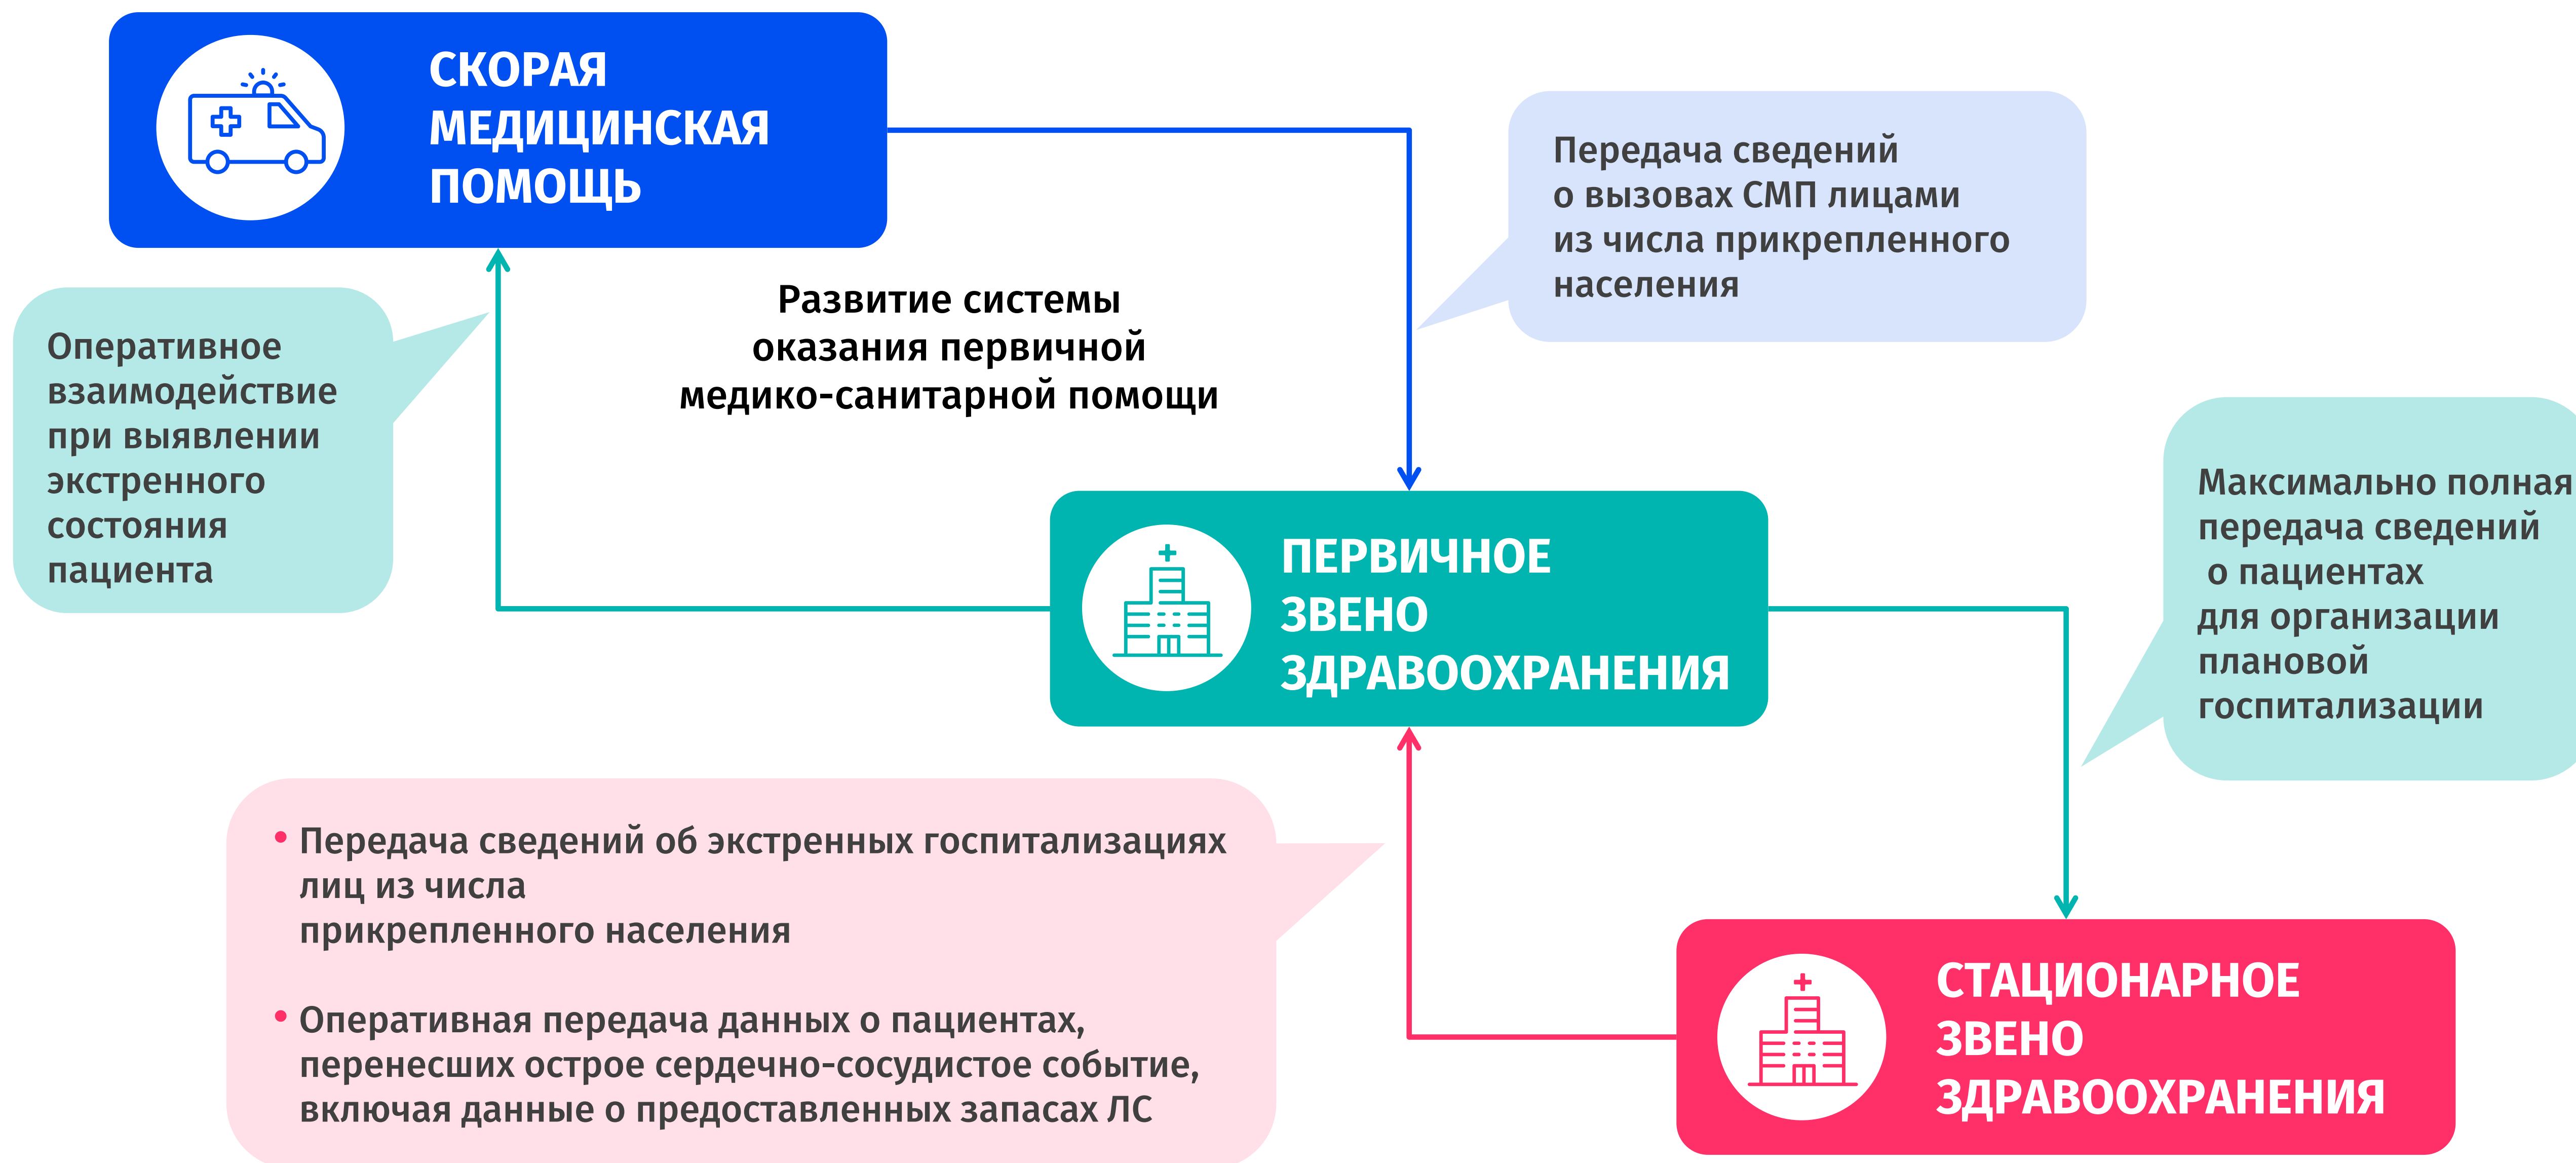 СКОРАЯ
МЕДИЦИНСКАЯ
ПОМОЩЬ
Передача сведений
о вызовах СМП лицами
из числа прикрепленного
населения
Развитие системы
оказания первичной
медико-санитарной помощи
Оперативное
взаимодействие
при выявлении
экстренного
состояния
пациента
Максимально полная
передача сведений
о пациентах
для организации
плановой
госпитализации
ПЕРВИЧНОЕ
ЗВЕНО
ЗДРАВООХРАНЕНИЯ
• Передача сведений об экстренных госпитализациях
лиц из числа
прикрепленного населения
• Оперативная передача данных о пациентах,
перенесших острое сердечно-сосудистое событие,
включая данные о предоставленных запасах ЛС
СТАЦИОНАРНОЕ
ЗВЕНО
ЗДРАВООХРАНЕНИЯ